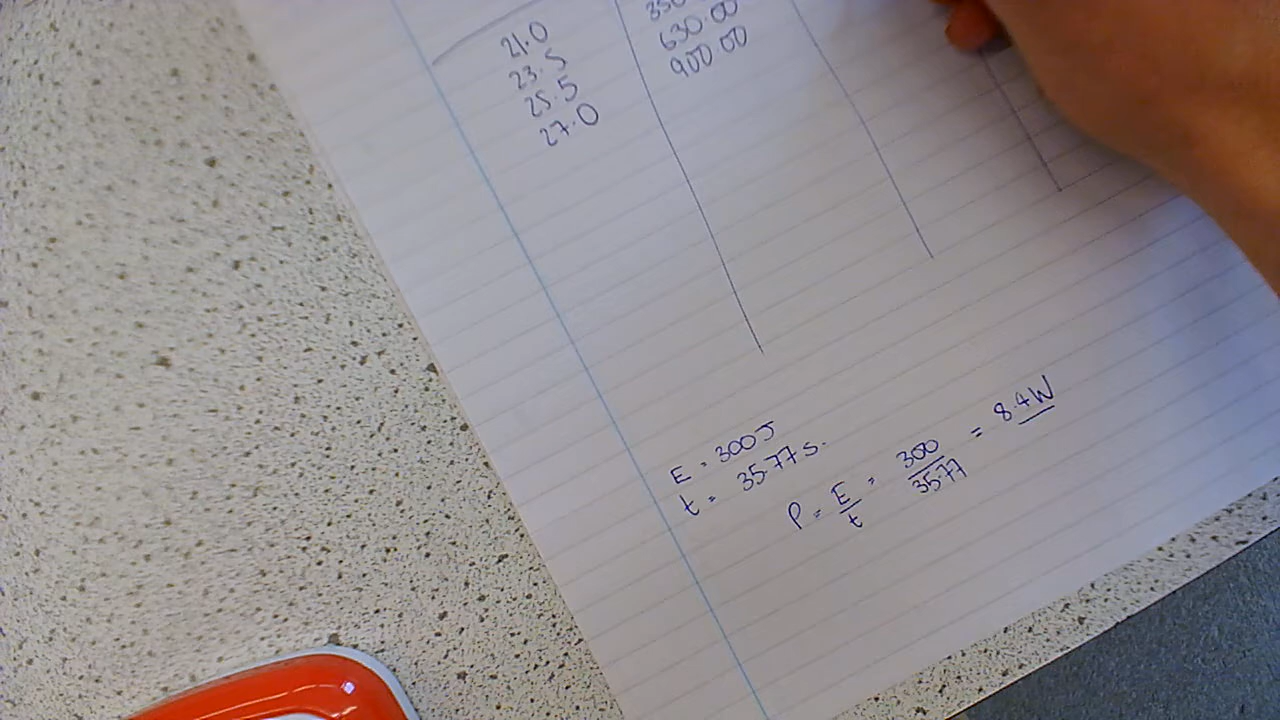 21.0
23.5
630.00
25.5
900.00
27.0
E = 300J
t = 35.77s.
P = E/t = 300/35.77 = 8.4W